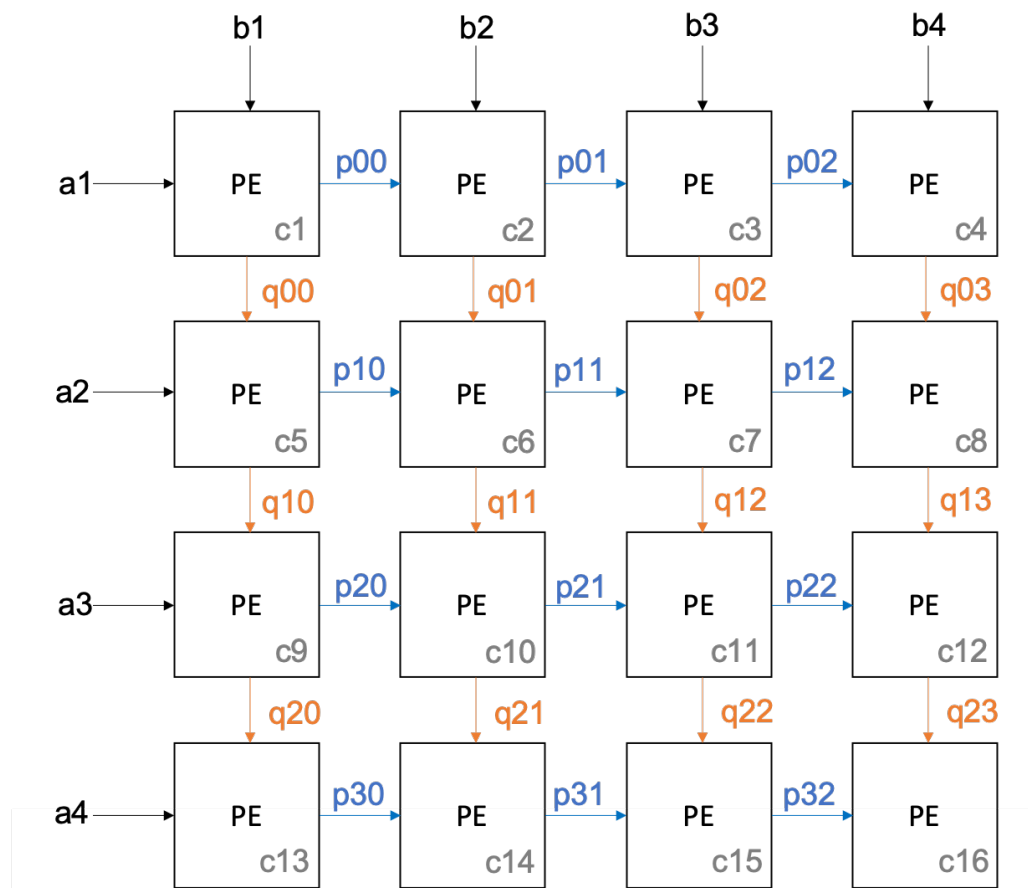 b1 b2 b3 b4
p00 p01 p02
a1 PE PE PE PE
c1 c2 c3 c4
q00 q01 q02 q03
p10 p11 p12
a2 PE PE PE PE
c5 c6 c7 c8
q10 q11 q12 q13
p20 p21 p22
a3 PE PE PE PE
c9 c10 c11 c12
q20 q21 q22 q23
p30 p31 p32
a4 PE PE PE PE
c13 c14 c15 c16